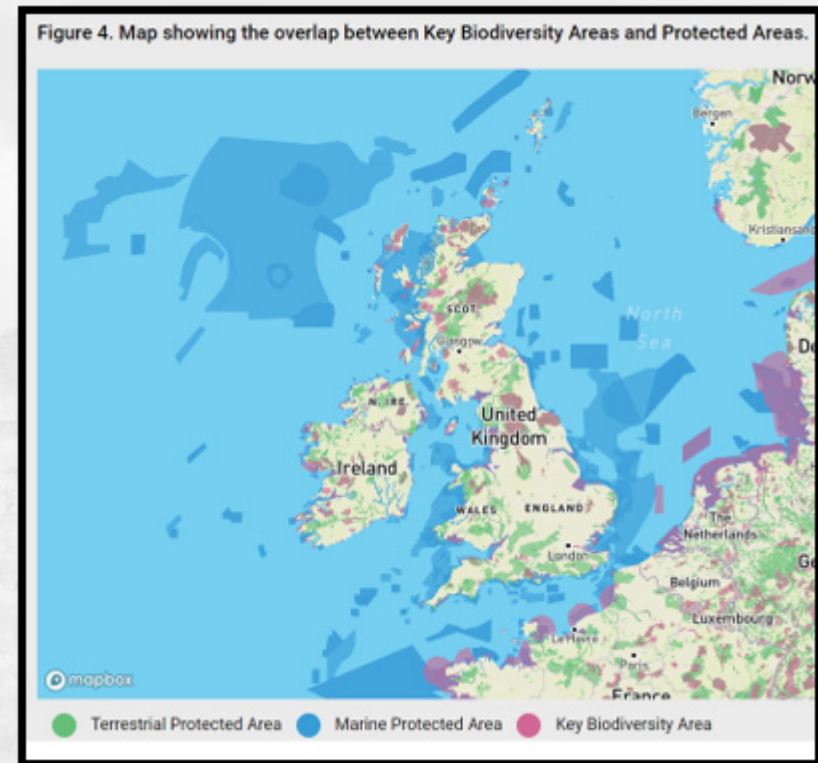 Figure 4. Map showing the overlap between Key Biodiversity Areas and Protected Areas.
Norw
Bergen
Kristiansand
SCOT
North
Sea
Glasgow
De
N. IRE.
United
Kingdom
Ireland
WALES
ENGLAND
The
Netherlands
London
Ge
Belgium
Luxembourg
Le Havre
Paris
France
mapbox
Terrestrial Protected Area
Marine Protected Area
Key Biodiversity Area